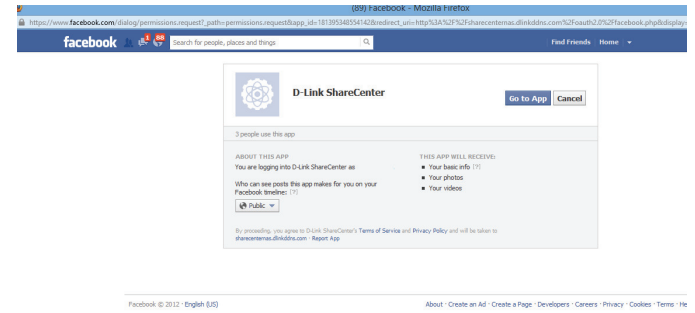 (89) Facebook - Mozilla Firefox
https://www.facebook.com/dialog/permissions.request?_path=permissions.request&app_id=181395348554142&redirect_uri=http%3A%2F%2Fsharecenternas.dlinkddns.com%2Foauth2.0%2Ffacebook.php&display=
facebook 1 88 Search for people, places and things Find Friends Home
D-Link ShareCenter Go to App Cancel
3 people use this app
ABOUT THIS APP THIS APP WILL RECEIVE:
You are logging into D-Link ShareCenter as Your basic info [?]
Your photos
Who can see posts this app makes for you on your Your videos
Facebook timeline: [?]
Public
By proceeding, you agree to D-Link ShareCenter's Terms of Service and Privacy Policy and will be taken to
sharecenternas.dlinkddns.com · Report App
Facebook © 2012 · English (US) About · Create an Ad · Create a Page · Developers · Careers · Privacy · Cookies · Terms · He